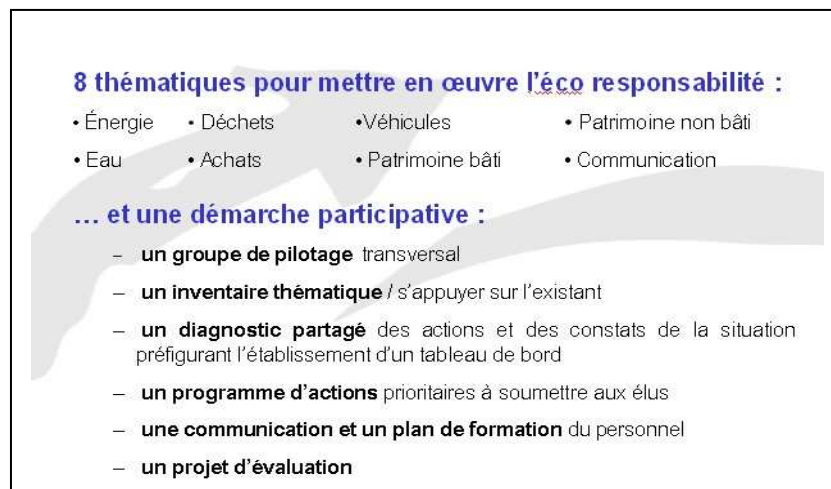 8 thématiques pour mettre en œuvre l'éco responsabilité :
• Énergie • Déchets •Véhicules • Patrimoine non bâti
• Eau • Achats • Patrimoine bâti • Communication
… et une démarche participative :
– un groupe de pilotage transversal
– un inventaire thématique / s'appuyer sur l'existant
– un diagnostic partagé des actions et des constats de la situation
préfigurant l'établissement d'un tableau de bord
– un programme d'actions prioritaires à soumettre aux élus
– une communication et un plan de formation du personnel
– un projet d'évaluation